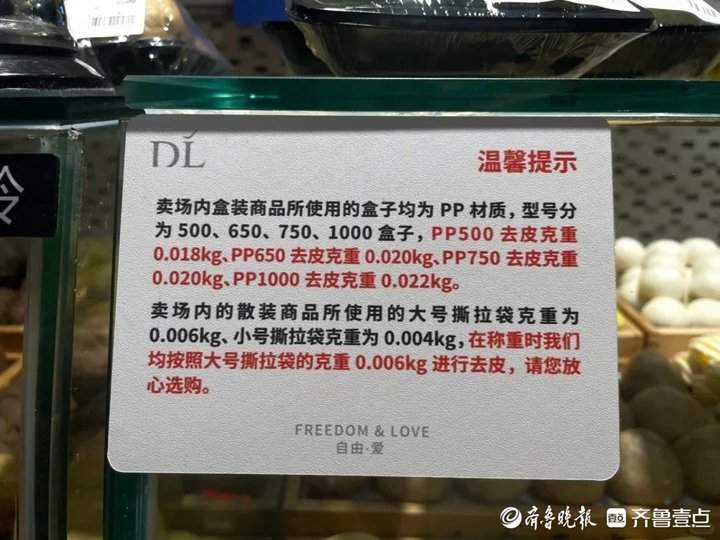 DL
温馨提示
卖场内盒装商品所使用的盒子均为 PP 材质，型号分
为 500、650、750、1000 盒子，PP500 去皮克重
0.018kg、PP650 去皮克重 0.020kg、PP750 去皮克重
0.020kg、PP1000 去皮克重 0.022kg。
卖场内的散装商品所使用的大号撕拉袋克重为
0.006kg、小号撕拉袋克重为 0.004kg，在称重时我们
均按照大号撕拉袋的克重 0.006kg 进行去皮，请您放
心选购。
FREEDOM & LOVE
自由·爱
齐鲁晚报 齐鲁壹点